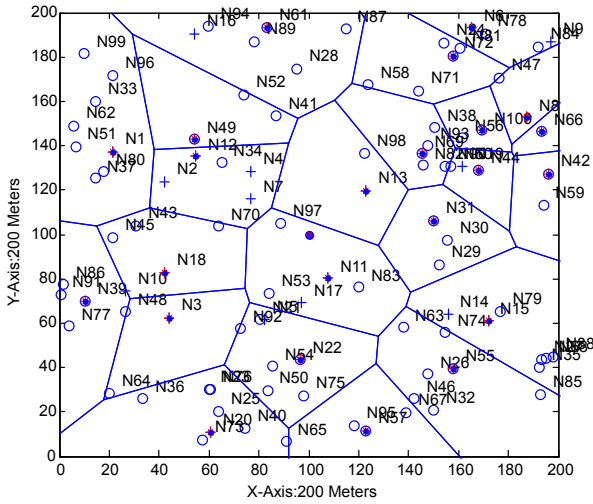 200
180
160
140
120
100
80
60
40
20
0
Y-Axis:200 Meters
0 20 40 60 80 100 120 140 160 180 200
X-Axis:200 Meters
N94 N61 N87 N6 N78 N9
N16 N89 N84
N72
N99 N96 N28 N47
N33 N52 N58 N71
N62 N41 N38 N8
N49 N56 N66
N51 N1 N12 N34 N98 N93
N80 N2 N4 N44 N42
N37 N7 N13 N59
N43 N70 N97 N31
N45 N30
N18 N29
N86 N10 N53 N11 N83
N91 N39 N17 N79
N77 N48 N3 N92 N63 N14 N15
N74
N54 N22 N55 N35
N26
N64 N36 N50 N75 N46 N85
N25 N67 N32
N20 N40 N95 N57
N73 N65